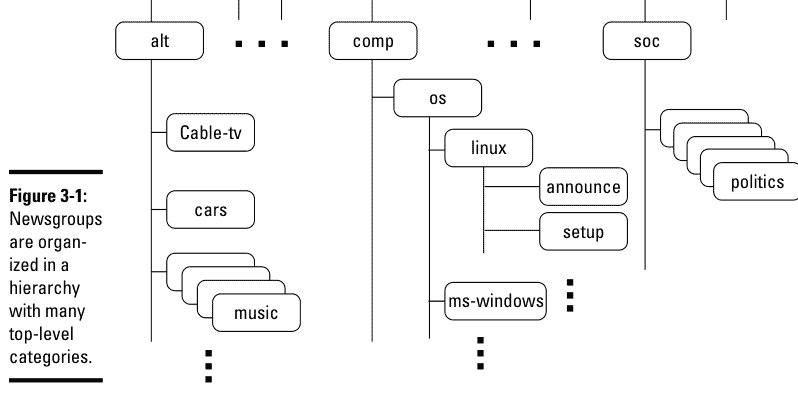 alt
comp
soc
os
Cable-tv
linux
announce
politics
cars
setup
music
ms-windows
Figure 3-1:
Newsgroups
are organ-
ized in a
hierarchy
with many
top-level
categories.